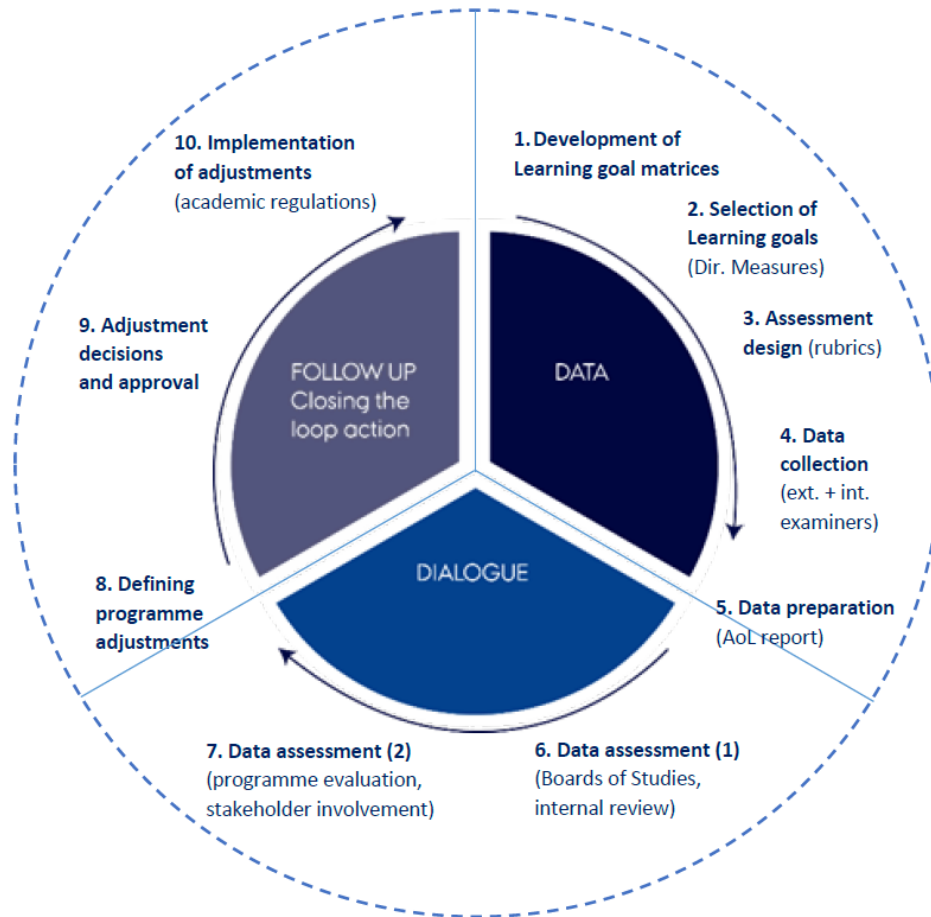 10. Implementation
of adjustments
(academic regulations)
1. Development of
Learning goal matrices
2. Selection of
Learning goals
(Dir. Measures)
3. Assessment
design (rubrics)
4. Data
collection
(ext. + int.
examiners)
5. Data preparation
(AoL report)
6. Data assessment (1)
(Boards of Studies,
internal review)
7. Data assessment (2)
(programme evaluation,
stakeholder involvement)
8. Defining
programme
adjustments
9. Adjustment
decisions
and approval
FOLLOW UP
Closing the
loop action
DATA
DIALOGUE